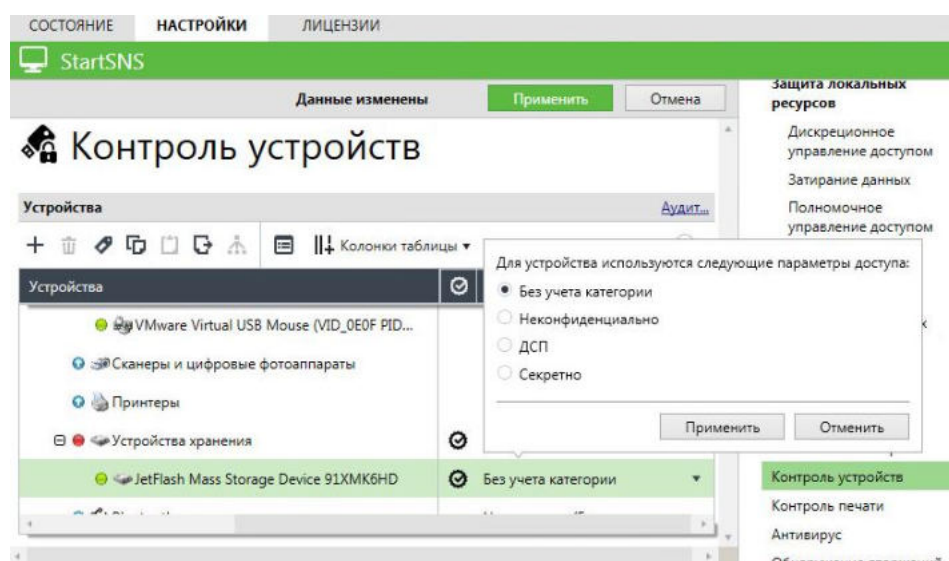 СОСТОЯНИЕ НАСТРОЙКИ ЛИЦЕНЗИИ
StartSNS
Данные изменены Применить Отмена
Контроль устройств
Устройства Аудит...
Колонки таблицы
Устройства
VMware Virtual USB Mouse (VID_0E0F PID...
Сканеры и цифровые фотоаппараты
Принтеры
Устройства хранения
JetFlash Mass Storage Device 91XMK6HD Без учета категории
Для устройства используются следующие параметры доступа:
Без учета категории
Неконфиденциально
ДСП
Секретно
Применить Отменить
Защита локальных
ресурсов
Дискреционное
управление доступом
Затирание данных
Полномочное
управление доступом
Контроль устройств
Контроль печати
Антивирус